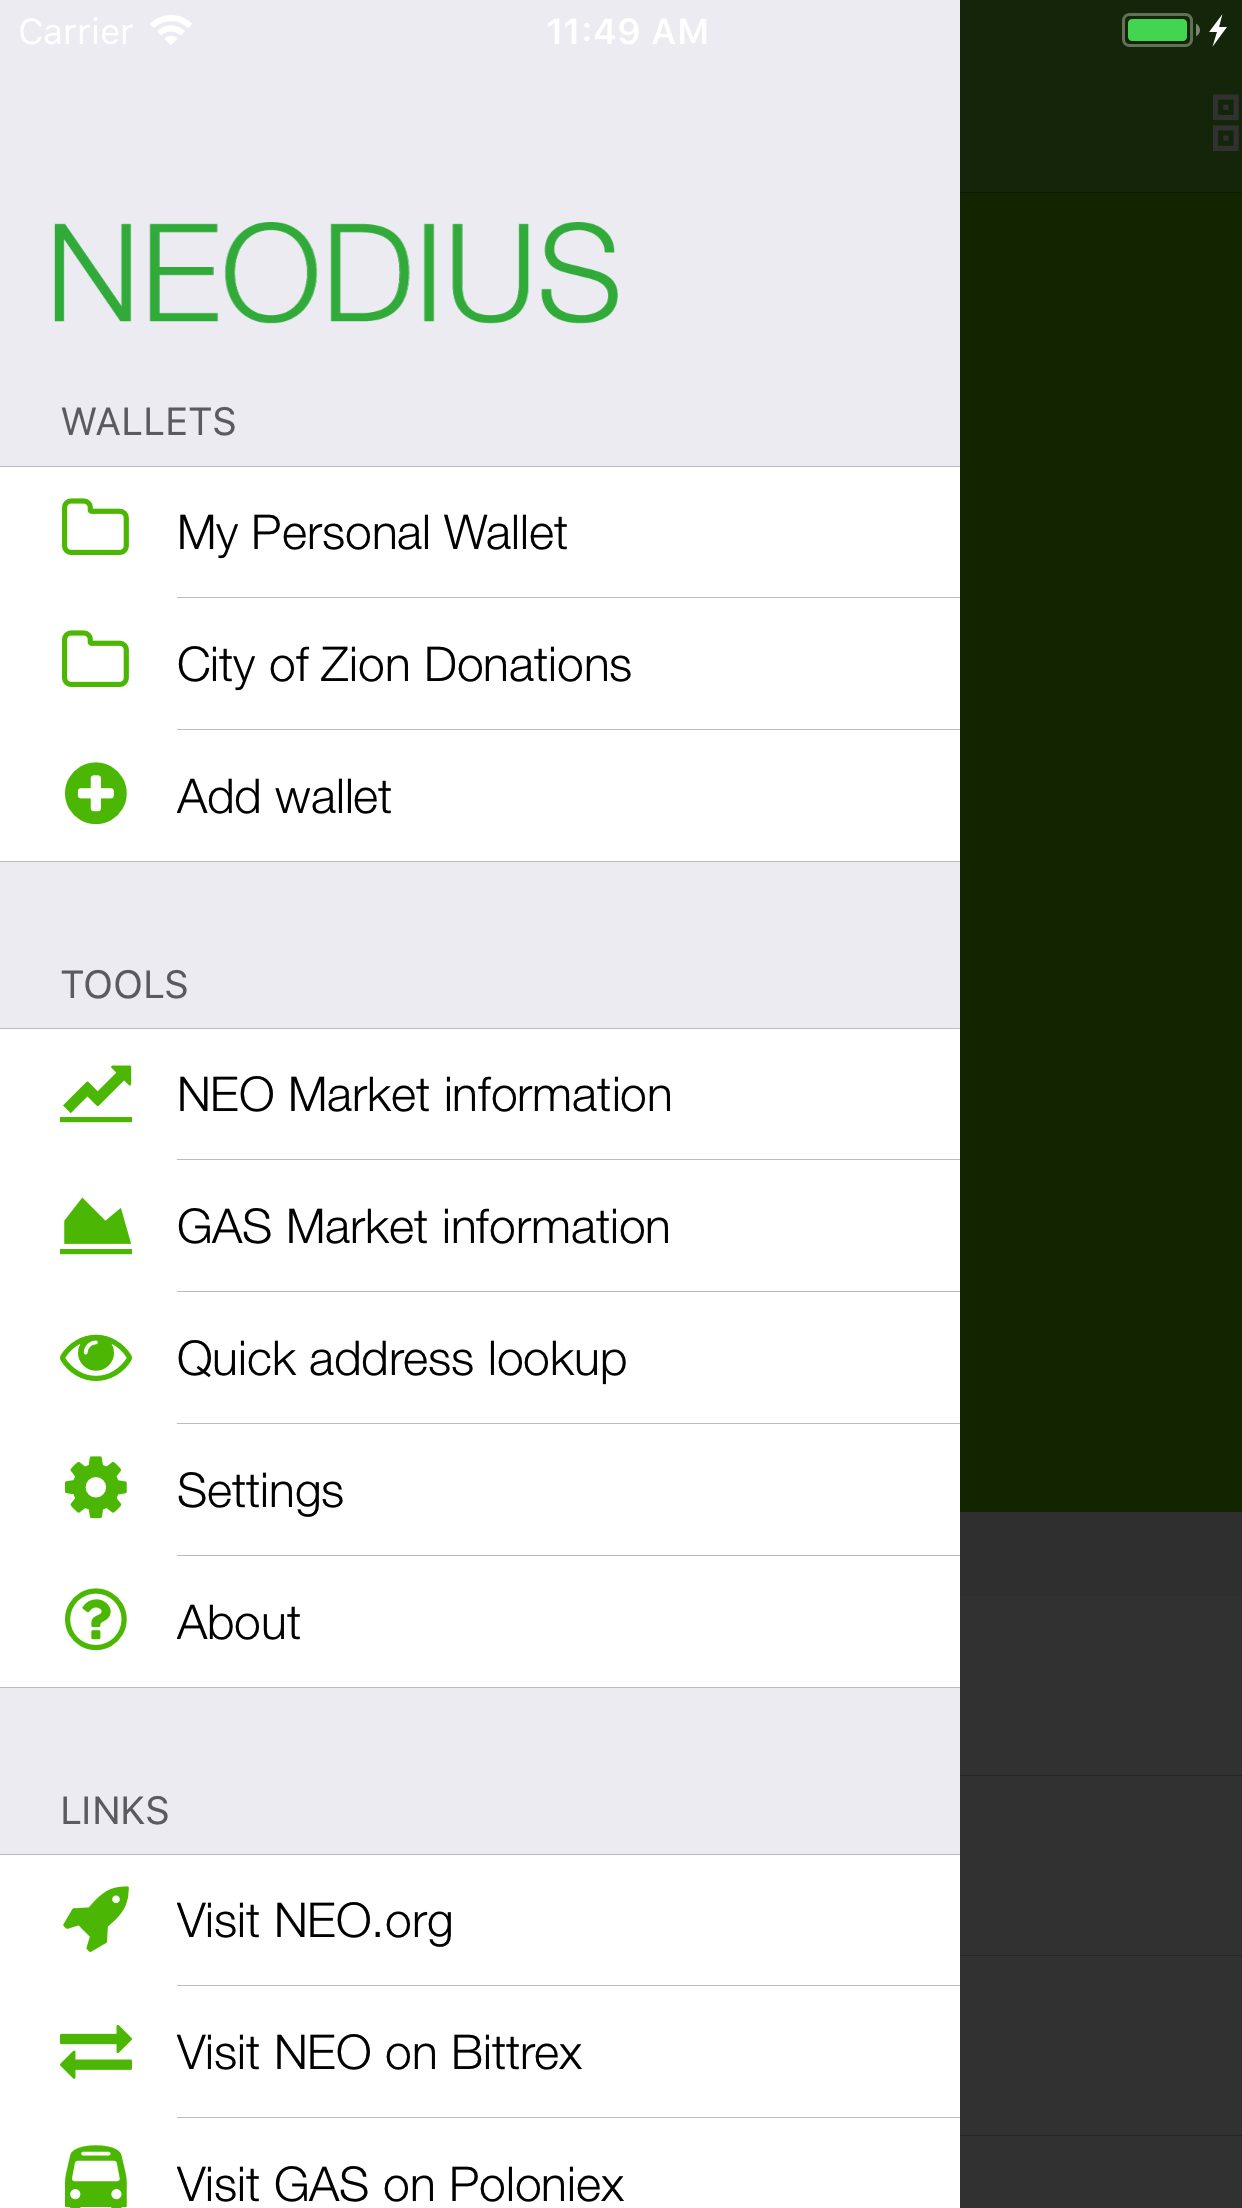 Carrier 11:49 AM
NEODIUS
WALLETS
My Personal Wallet
City of Zion Donations
Add wallet
TOOLS
NEO Market information
GAS Market information
Quick address lookup
Settings
About
LINKS
Visit NEO.org
Visit NEO on Bittrex
Visit GAS on Poloniex